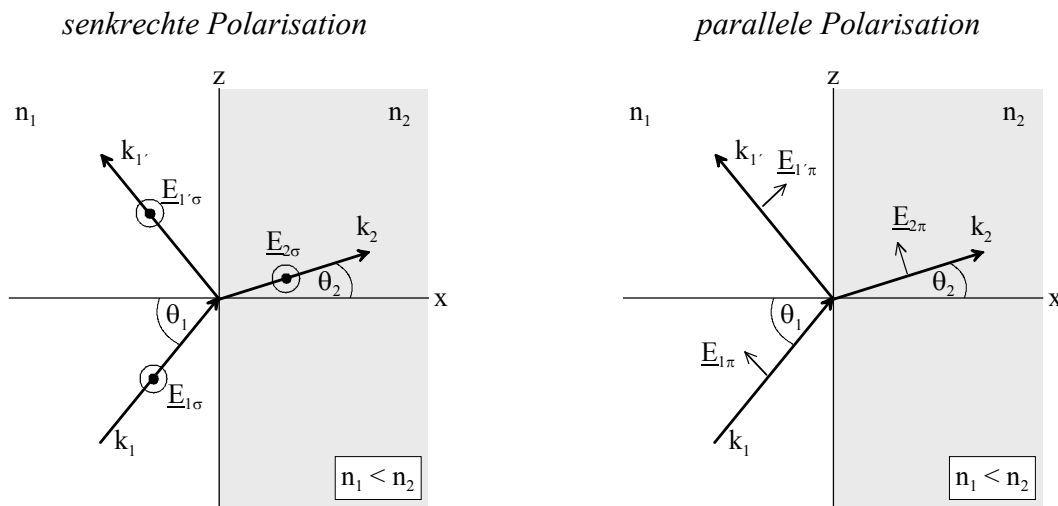 senkrechte Polarisation
z
n₁
n₂
k₁´
E₁´σ
E₂σ
k₂
θ₂
x
θ₁
E₁σ
k₁
n₁ < n₂
parallele Polarisation
z
n₁
n₂
k₁´
E₁´π
E₂π
k₂
θ₂
x
θ₁
E₁π
k₁
n₁ < n₂